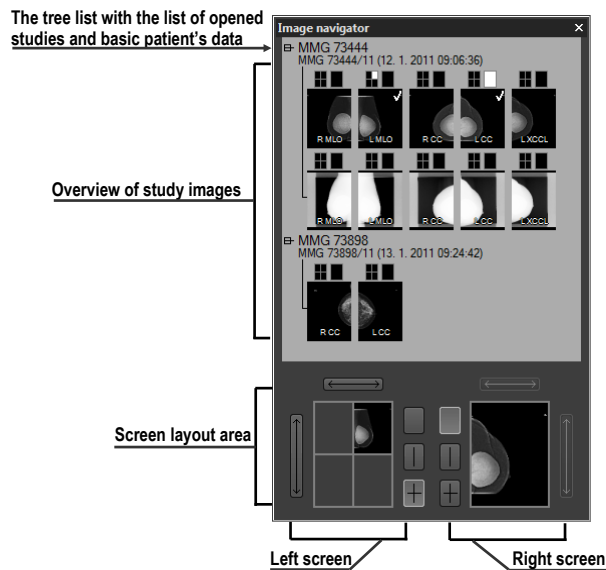 The tree list with the list of opened
studies and basic patient's data
Image navigator
MMG 73444
MMG 73444/11 (12. 1. 2011 09:06:36)
R MLO L MLO R CC L CC L XCCL
Overview of study images
R MLO L MLO R CC L CC L XCCL
MMG 73898
MMG 73898/11 (13. 1. 2011 09:24:42)
R CC L CC
Screen layout area
Left screen
Right screen